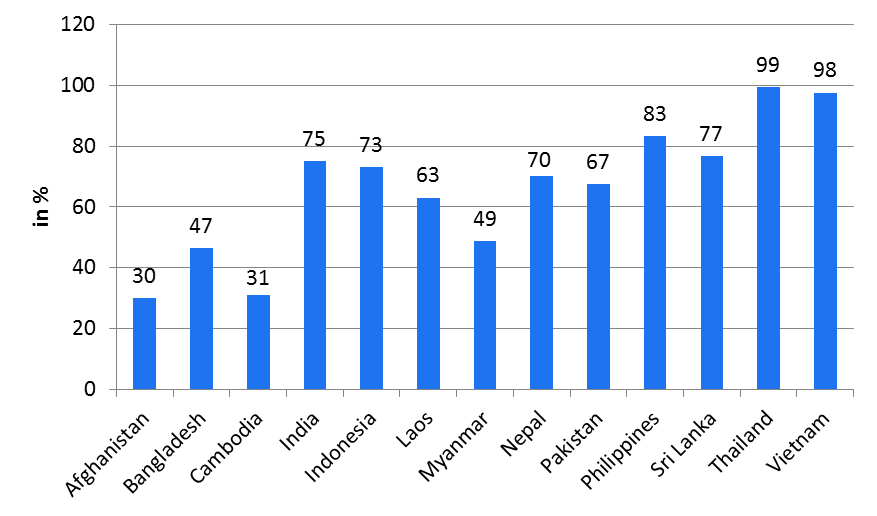 120
100
80
60
40
20
0
in %
30
47
31
75
73
63
49
70
67
83
77
99
98
Afghanistan
Bangladesh
Cambodia
India
Indonesia
Laos
Myanmar
Nepal
Pakistan
Philippines
Sri Lanka
Thailand
Vietnam